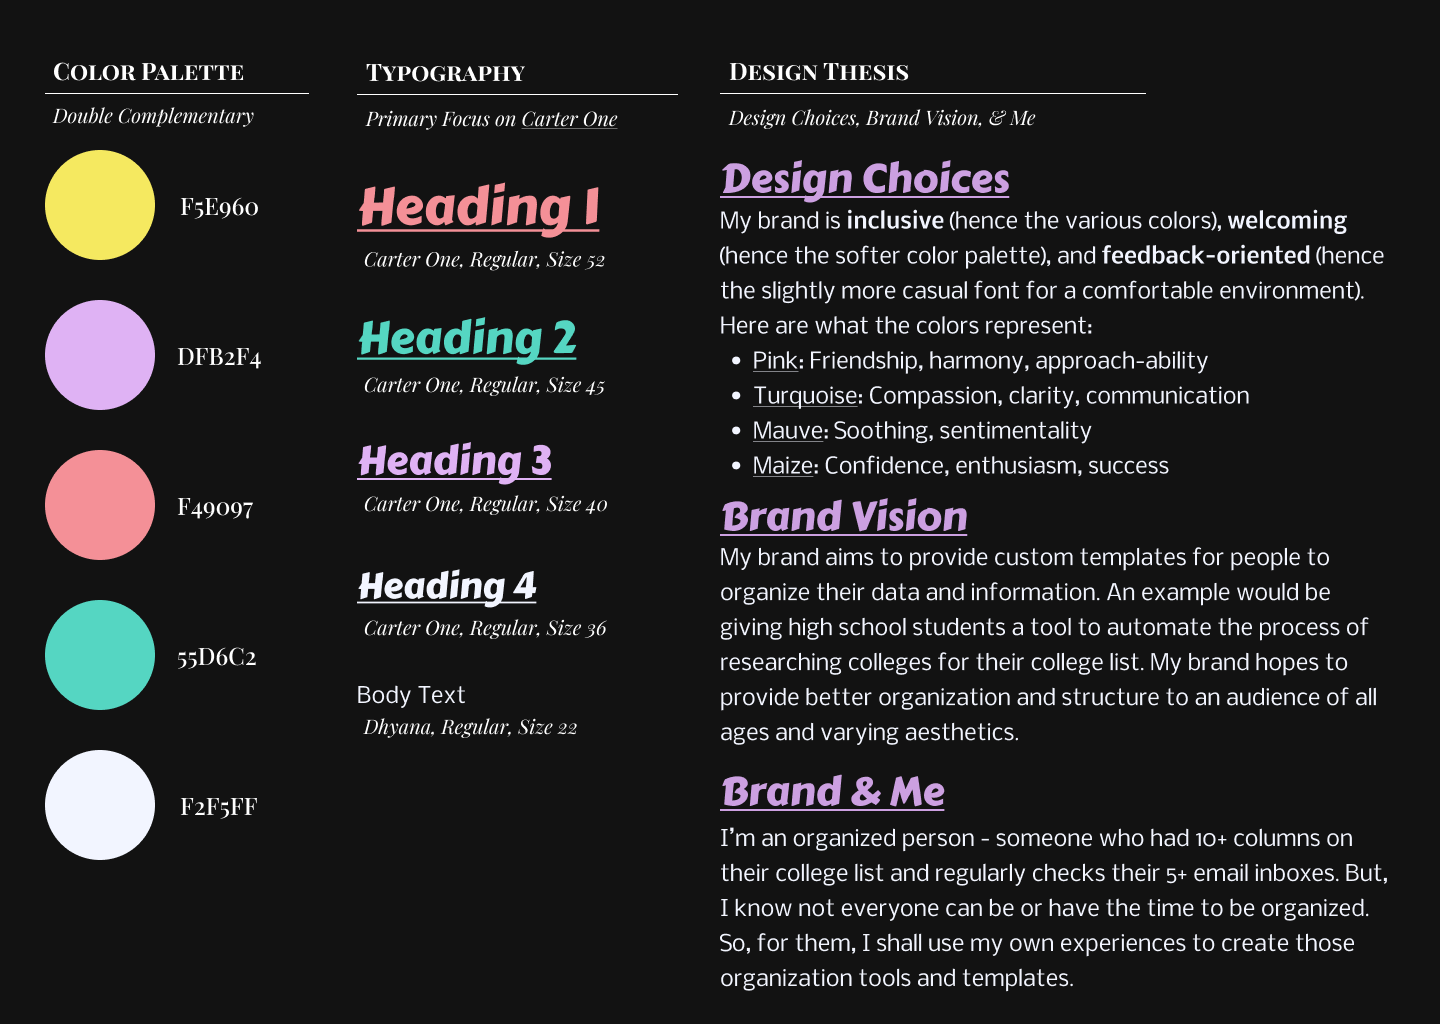 Color Palette
Double Complementary
F5E960
DFB2F4
F49097
55D6C2
F2F5FF
Typography
Primary Focus on Carter One
Heading 1
Carter One, Regular, Size 52
Heading 2
Carter One, Regular, Size 45
Heading 3
Carter One, Regular, Size 40
Heading 4
Carter One, Regular, Size 36
Body Text
Dhyana, Regular, Size 22
Design Thesis
Design Choices, Brand Vision, & Me
Design Choices
My brand is inclusive (hence the various colors), welcoming
(hence the softer color palette), and feedback-oriented (hence
the slightly more casual font for a comfortable environment).
Here are what the colors represent:
• Pink: Friendship, harmony, approach-ability
• Turquoise: Compassion, clarity, communication
• Mauve: Soothing, sentimentality
• Maize: Confidence, enthusiasm, success
Brand Vision
My brand aims to provide custom templates for people to
organize their data and information. An example would be
giving high school students a tool to automate the process of
researching colleges for their college list. My brand hopes to
provide better organization and structure to an audience of all
ages and varying aesthetics.
Brand & Me
I'm an organized person - someone who had 10+ columns on
their college list and regularly checks their 5+ email inboxes. But,
I know not everyone can be or have the time to be organized.
So, for them, I shall use my own experiences to create those
organization tools and templates.